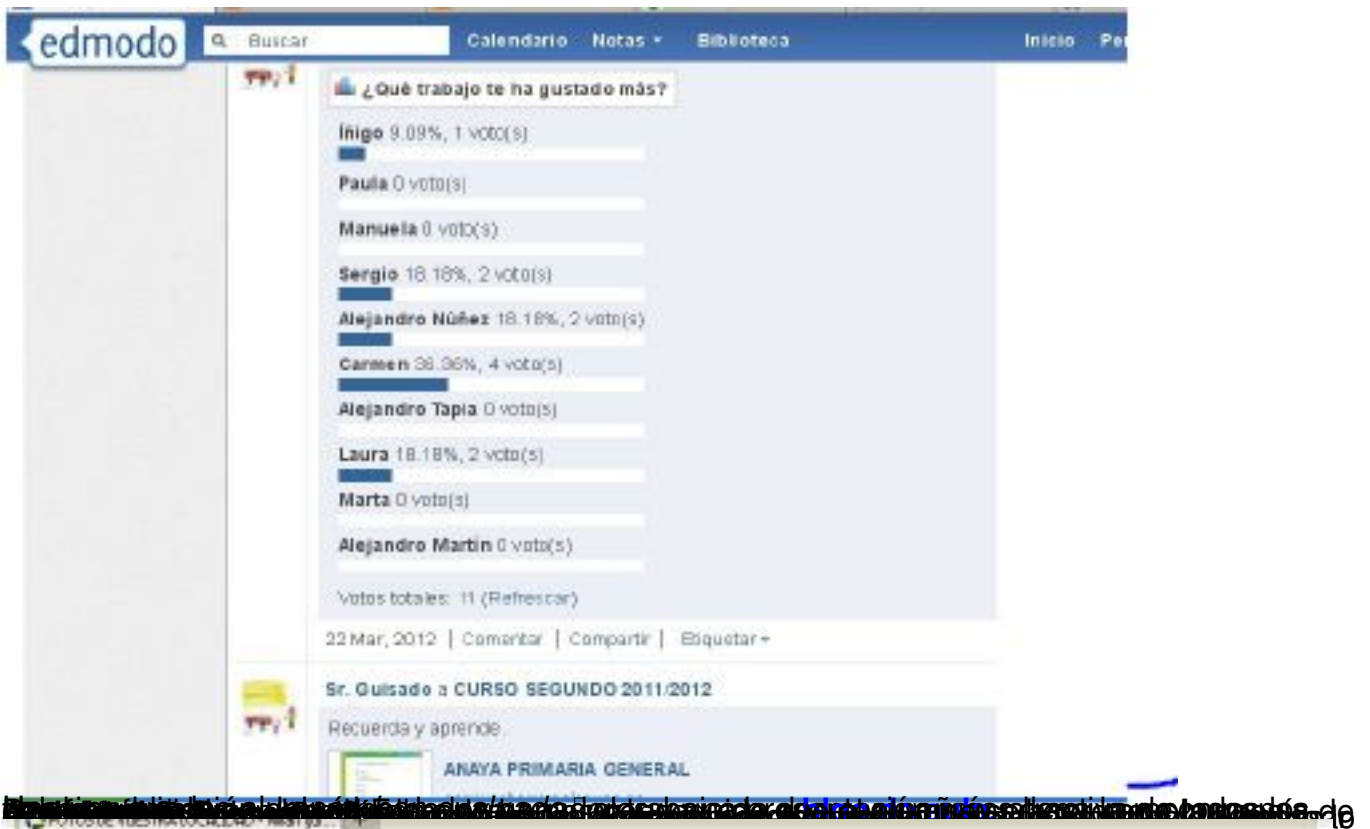 edmodo Buscar Calendario Notas Biblioteca Inicio
¿Qué trabajo te ha gustado más?
Íñigo 9.09%, 1 voto(s)
Paula 0 voto(s)
Manuela 0 voto(s)
Sergio 18.18%, 2 voto(s)
Alejandro Núñez 18.18%, 2 voto(s)
Carmen 36.36%, 4 voto(s)
Alejandro Tapia 0 voto(s)
Laura 18.18%, 2 voto(s)
Marta 0 voto(s)
Alejandro Martin 0 voto(s)
Votos totales: 11 (Refrescar)
22 Mar, 2012 | Comentar | Compartir | Etiquetar
Sr. Guisado a CURSO SEGUNDO 2011/2012
Recuerda y aprende.
ANAYA PRIMARIA GENERAL